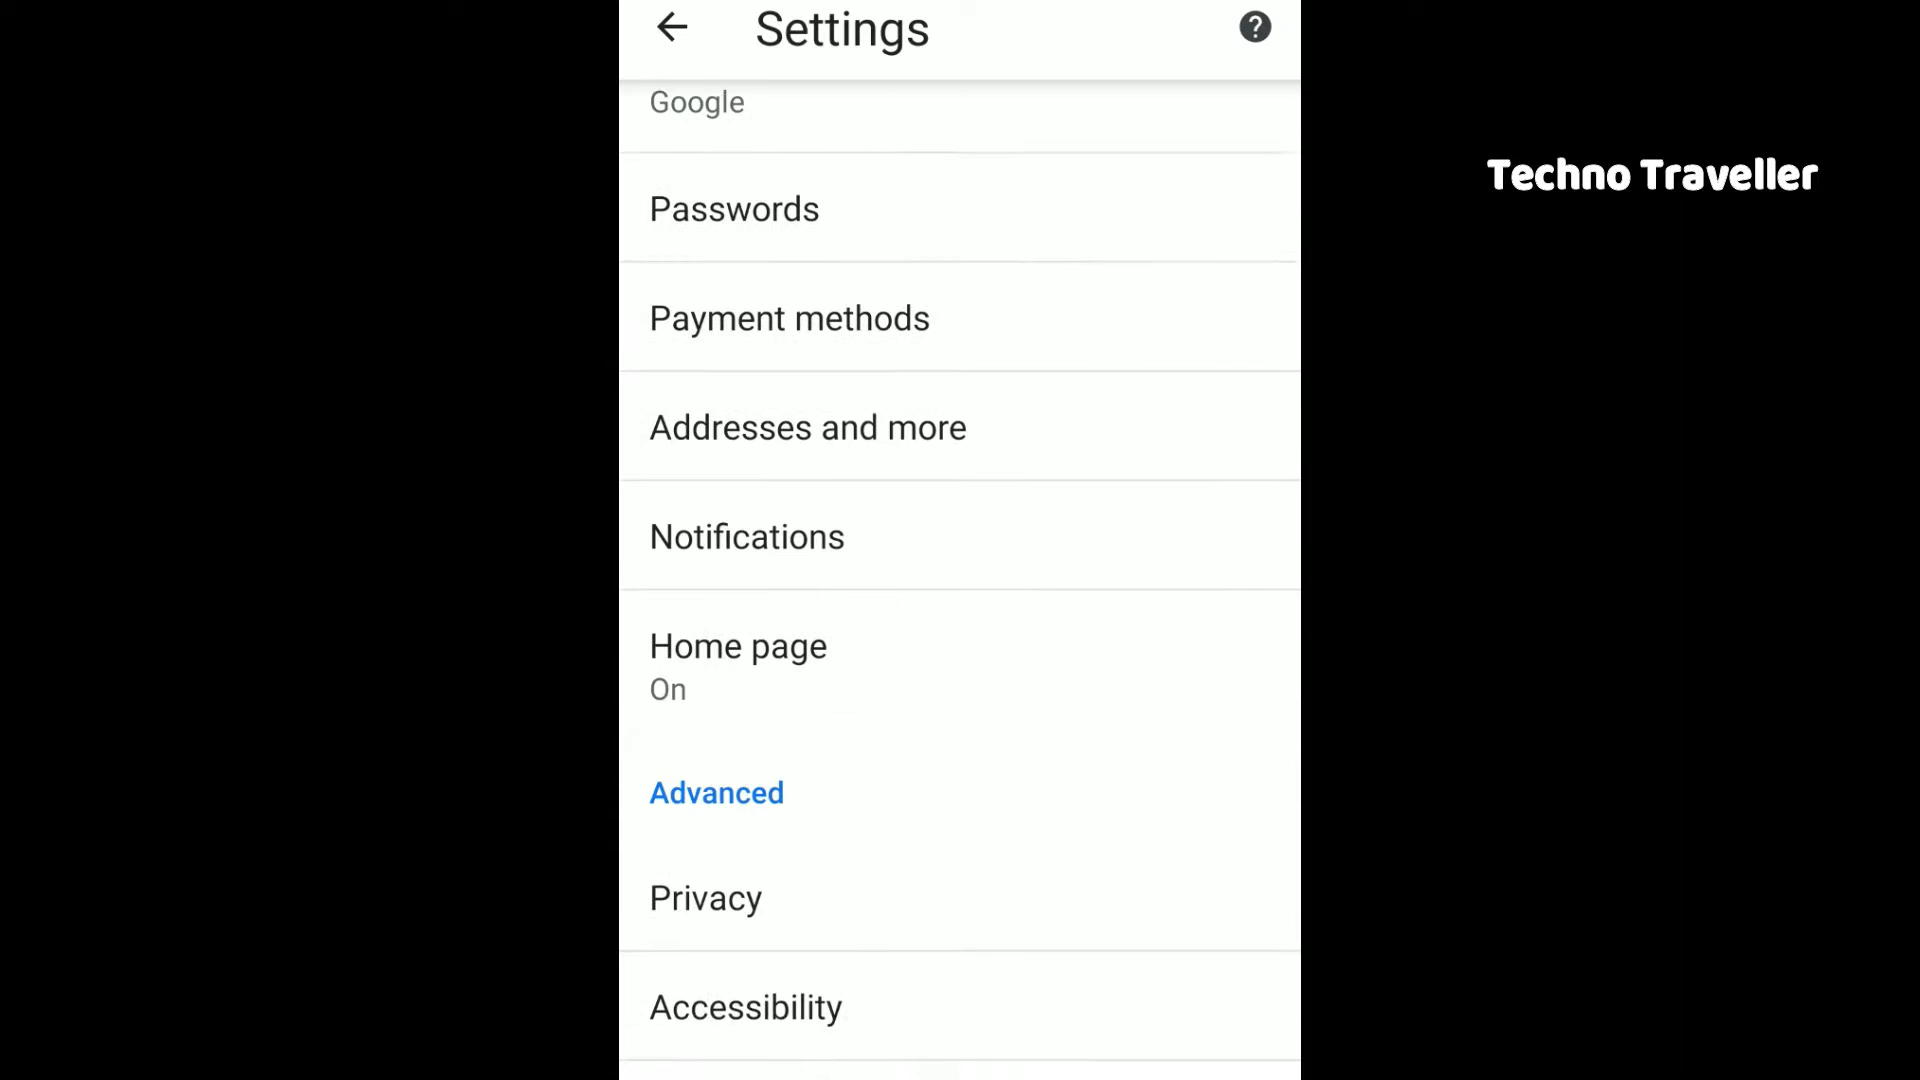 Settings
Google
Techno Traveller
Passwords
Payment methods
Addresses and more
Notifications
Home page
On
Advanced
Privacy
Accessibility